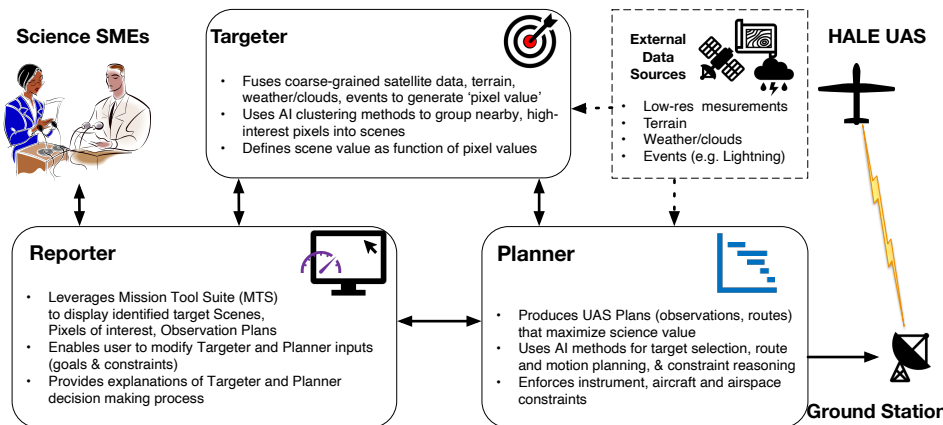 Science SMEs
Targeter
• Fuses coarse-grained satellite data, terrain,
weather/clouds, events to generate ‘pixel value’
• Uses AI clustering methods to group nearby, high-
interest pixels into scenes
• Defines scene value as function of pixel values
External
Data
Sources
• Low-res mesurements
• Terrain
• Weather/clouds
• Events (e.g. Lightning)
HALE UAS
Reporter
• Leverages Mission Tool Suite (MTS)
to display identified target Scenes,
Pixels of interest, Observation Plans
• Enables user to modify Targeter and Planner inputs
(goals & constraints)
• Provides explanations of Targeter and Planner
decision making process
Planner
• Produces UAS Plans (observations, routes)
that maximize science value
• Uses AI methods for target selection, route
and motion planning, & constraint reasoning
• Enforces instrument, aircraft and airspace
constraints
Ground Station